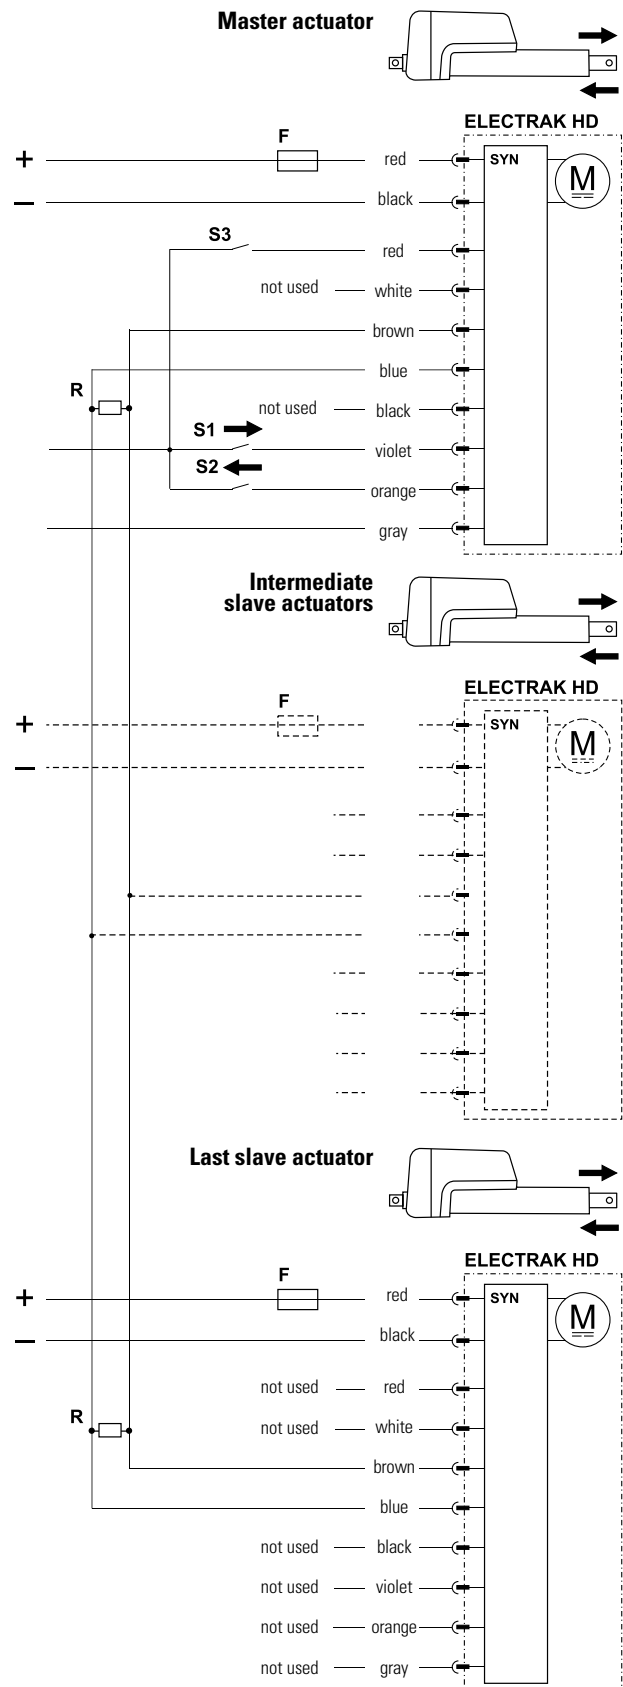 Master actuator
ELECTRAK HD
F
+ red SYN M
— black
S3
red
not used white
brown
blue
R
not used black
S1
violet
S2
orange
gray
Intermediate
slave actuators
ELECTRAK HD
F
+ SYN M
—
Last slave actuator
ELECTRAK HD
F
+ red SYN M
— black
not used red
R
not used white
brown
blue
not used black
not used violet
not used orange
not used gray